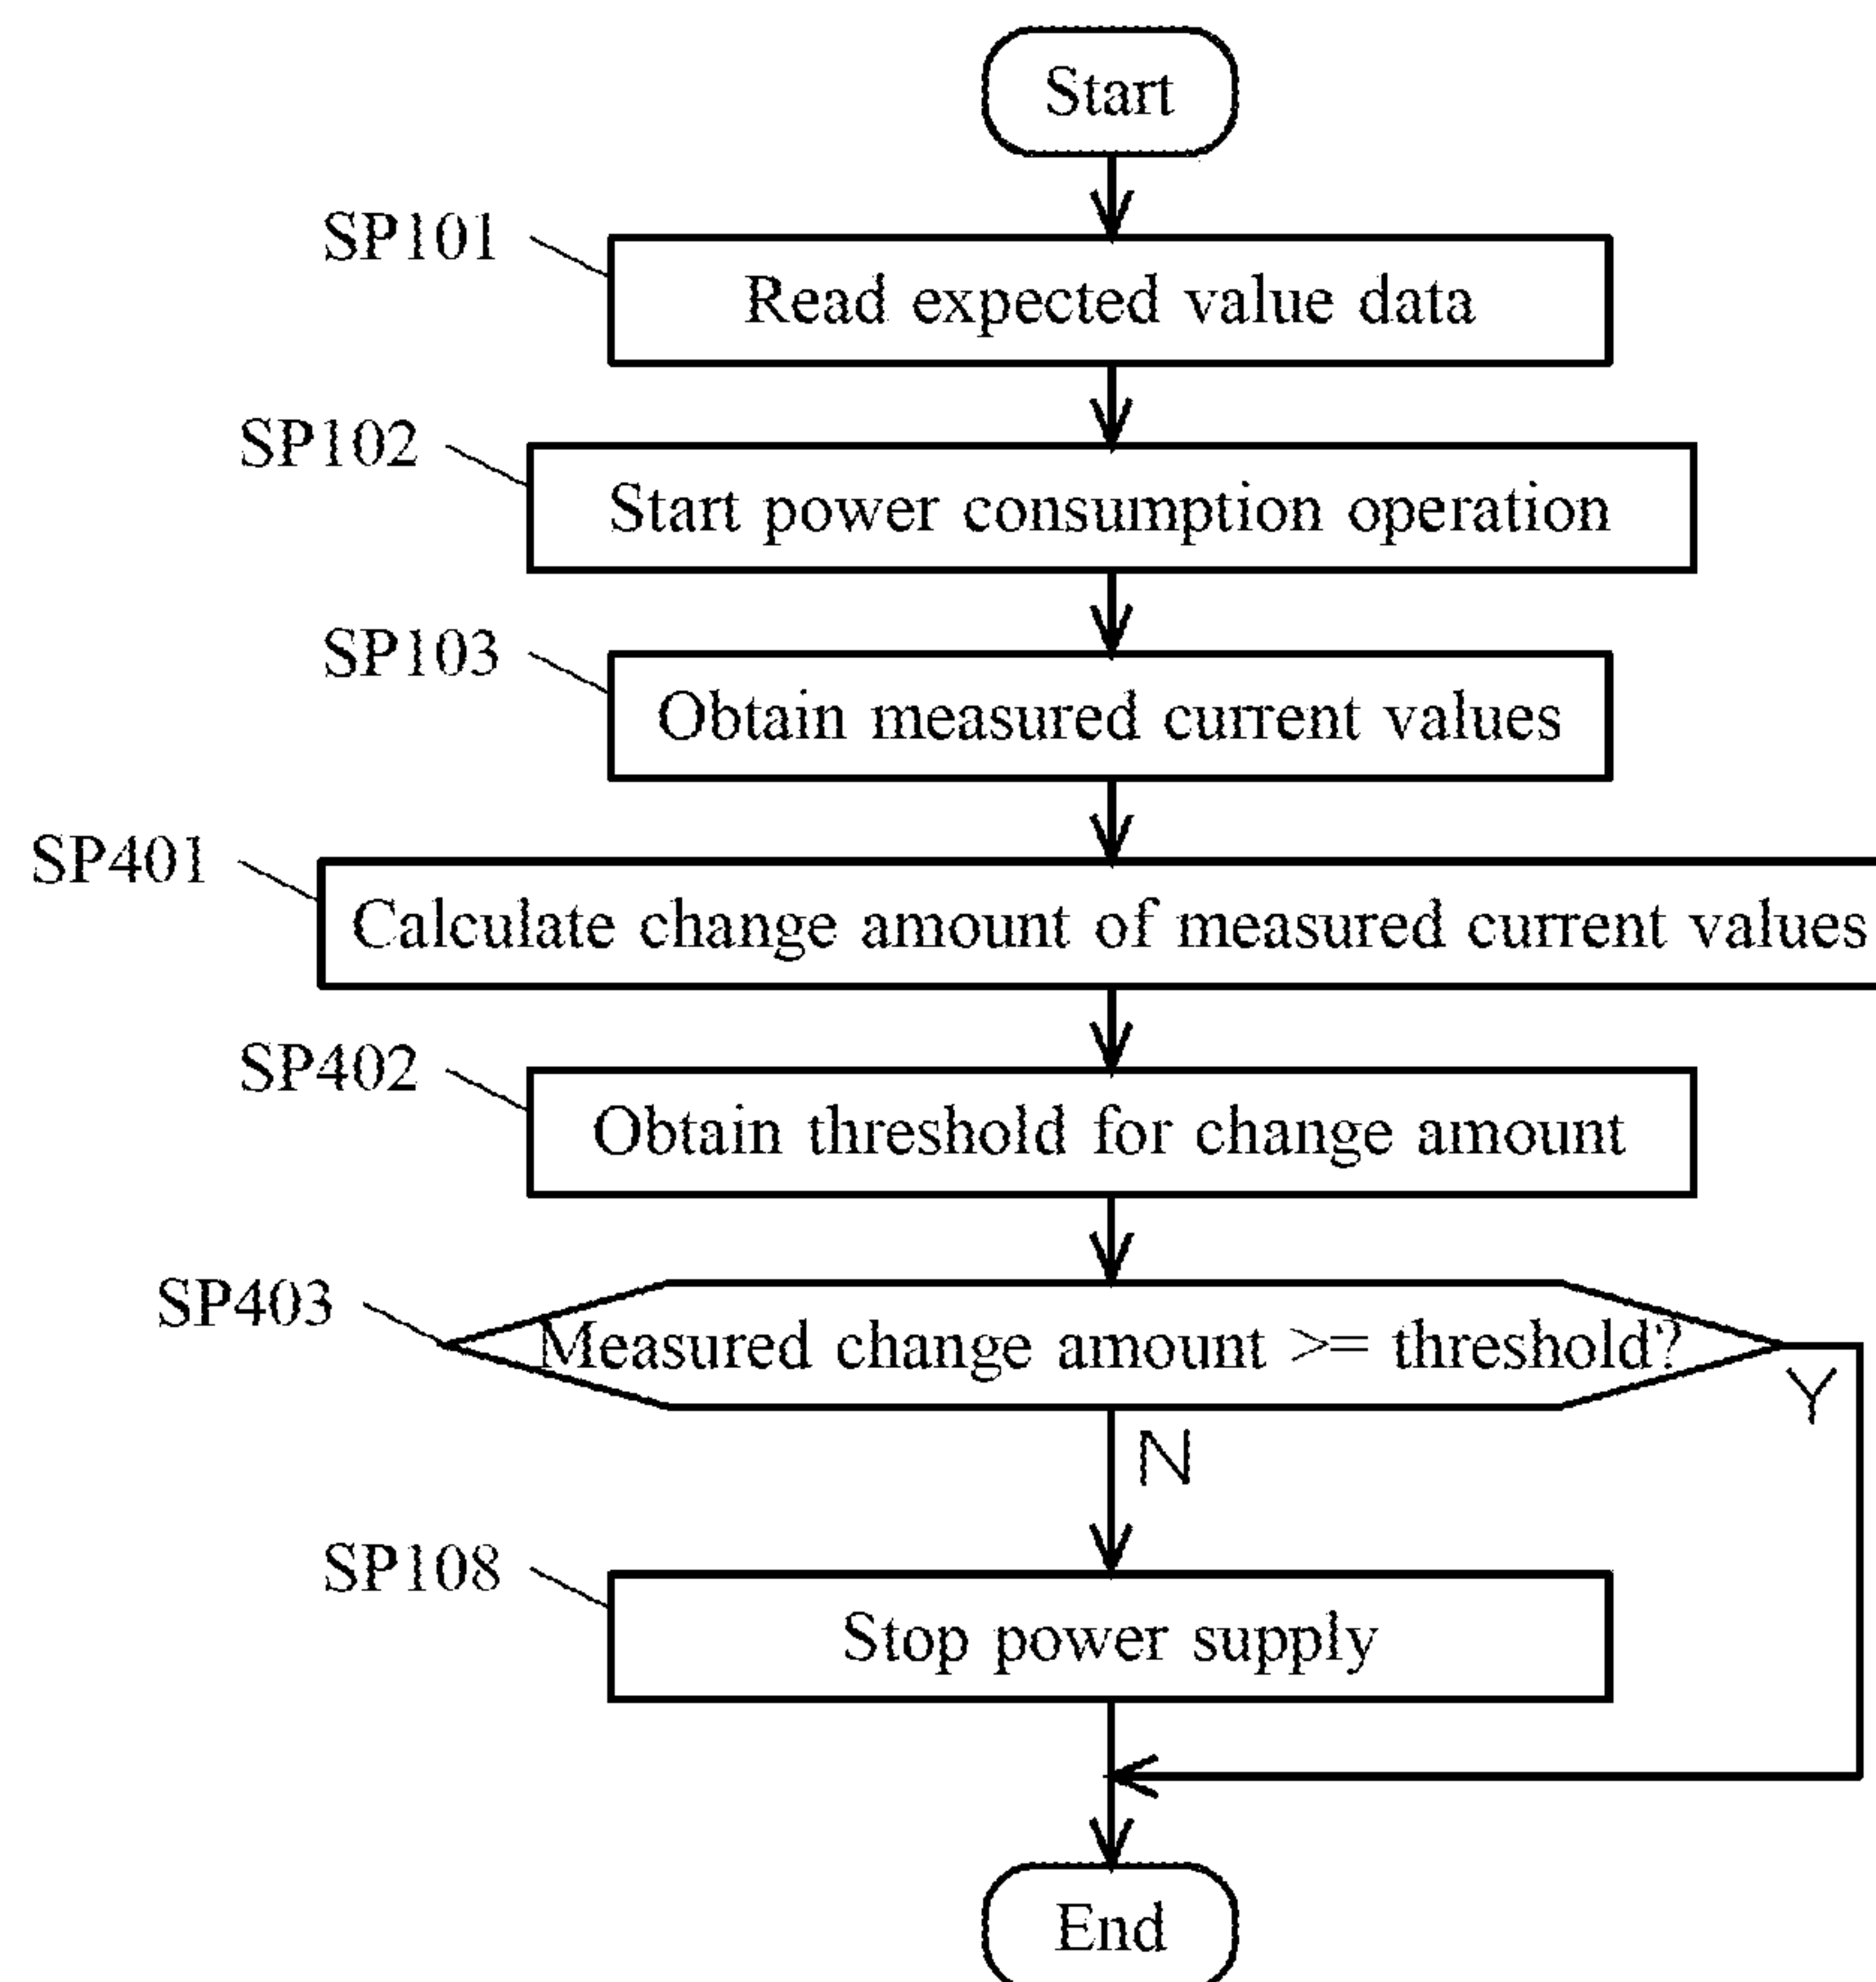 Start
SP101
Read expected value data
SP102
Start power consumption operation
SP103
Obtain measured current values
SP401
Calculate change amount of measured current values
SP402
Obtain threshold for change amount
SP403
Measured change amount >= threshold?
Y
N
SP108
Stop power supply
End